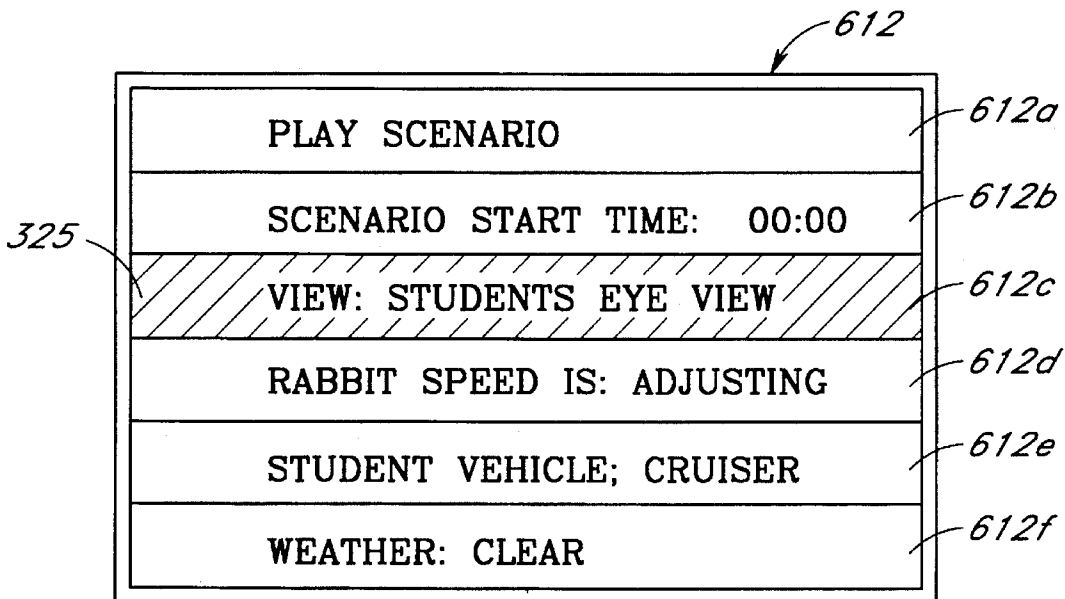 612
PLAY SCENARIO 612a
SCENARIO START TIME: 00:00 612b
325
VIEW: STUDENTS EYE VIEW 612c
RABBIT SPEED IS: ADJUSTING 612d
STUDENT VEHICLE; CRUISER 612e
WEATHER: CLEAR 612f